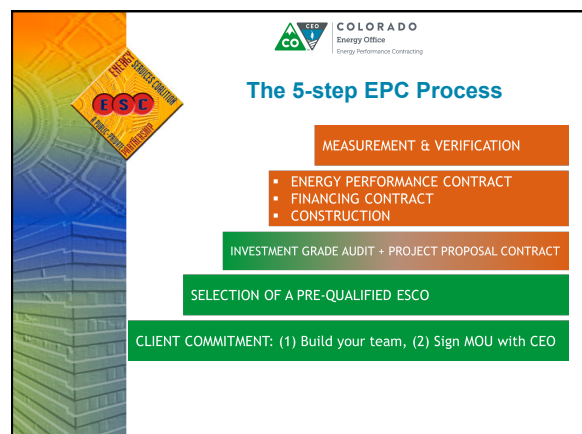 CEO
CO
COLORADO
Energy Office
Energy Performance Contracting
ENERGY SERVICES COALITION
E S C
A PUBLIC PRIVATE PARTNERSHIP
The 5-step EPC Process
MEASUREMENT & VERIFICATION
▪ ENERGY PERFORMANCE CONTRACT
▪ FINANCING CONTRACT
▪ CONSTRUCTION
INVESTMENT GRADE AUDIT + PROJECT PROPOSAL CONTRACT
SELECTION OF A PRE-QUALIFIED ESCO
CLIENT COMMITMENT: (1) Build your team, (2) Sign MOU with CEO